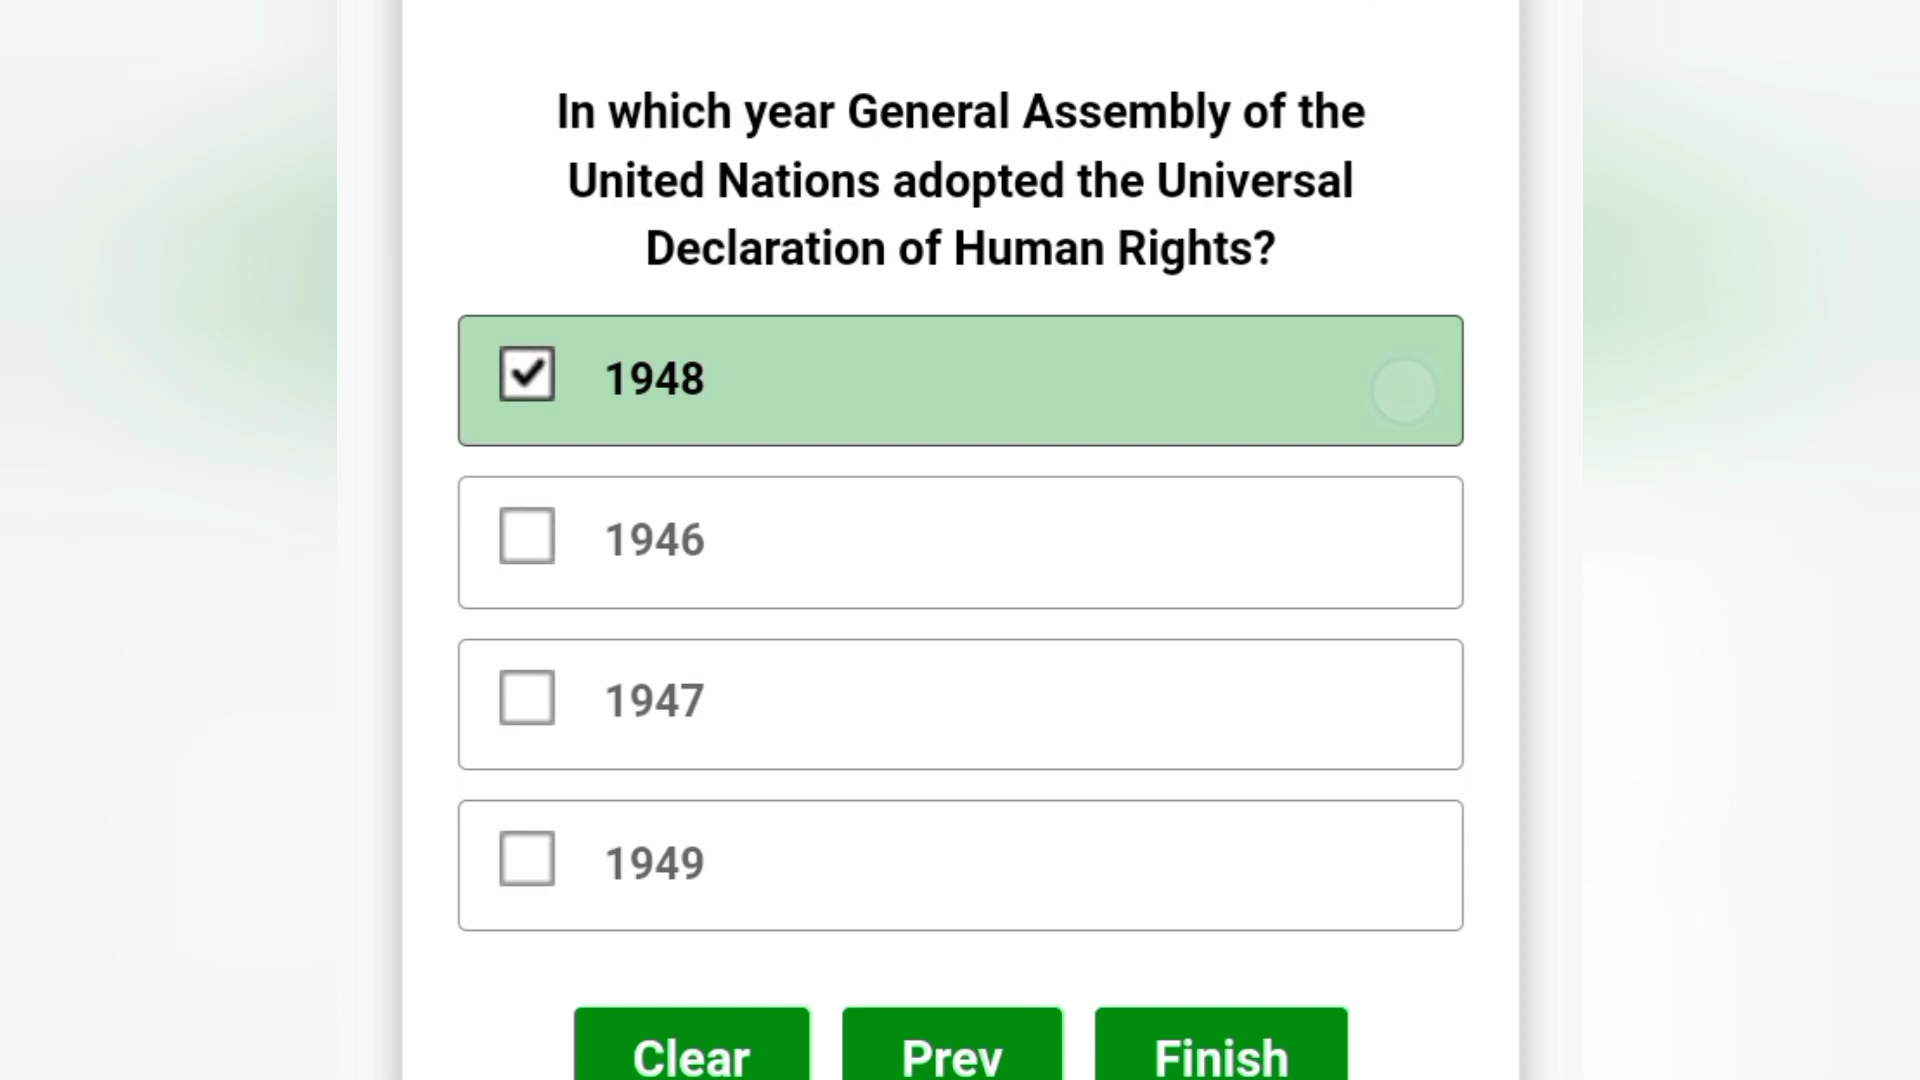 In which year General Assembly of the
United Nations adopted the Universal
Declaration of Human Rights?
1948
1946
1947
1949
Clear
Prev
Finish